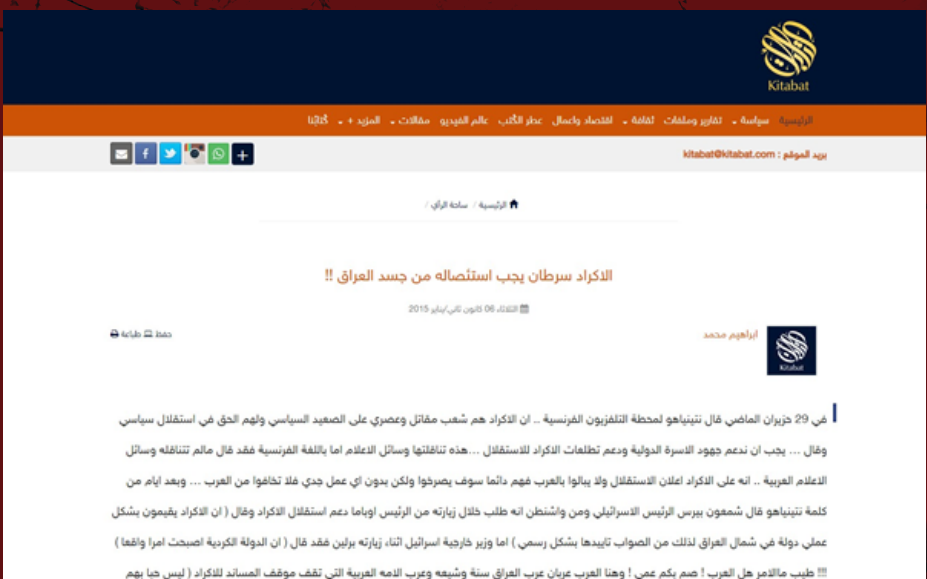 Kitabat
الرئيسية سياسة تقارير وملفات ثقافة اقتصاد واعمال عطر الكتب عالم الفيديو مقالات المزيد + كتابنا
بريد الموقع : kitabat@kitabat.com
الرئيسية / ساحة الرأي /
الاكراد سرطان يجب استئصاله من جسد العراق !!
الثلاثاء 06 كانون ثاني/يناير 2015
ابراهيم محمد
حفظ طباعة
Kitabat
في 29 حزيران الماضي قال نتينياهو لمحطة التلفزيون الفرنسية .. ان الاكراد هم شعب مقاتل وعصري على الصعيد السياسي ولهم الحق في استقلال سياسي
وقال ... يجب ان ندعم جهود الاسرة الدولية ودعم تطلعات الاكراد للاستقلال ...هذه تناقلتها وسائل الاعلام اما باللغة الفرنسية فقد قال مالم تتناقله وسائل
الاعلام العربية .. انه على الاكراد اعلان الاستقلال ولا يبالوا بالعرب فهم دائما سوف يصرخوا ولكن بدون اي عمل جدي فلا تخافوا من العرب ... وبعد ايام من
كلمة نتينياهو قال شمعون بيرس الرئيس الاسرائيلي ومن واشنطن انه طلب خلال زيارته من الرئيس اوباما دعم استقلال الاكراد وقال ( ان الاكراد يقيمون بشكل
عملي دولة في شمال العراق لذلك من الصواب تاييدها بشكل رسمي ) اما وزير خارجية اسرائيل اثناء زيارته برلين فقد قال ( ان الدولة الكردية اصبحت امرا واقعا )
!!! طيب ماالامر هل العرب ! صم بكم عمي ! وهنا العرب عربان عرب العراق سنة وشيعه وعرب الامه العربية التي تقف موقف المساند للاكراد ( ليس حبا بهم